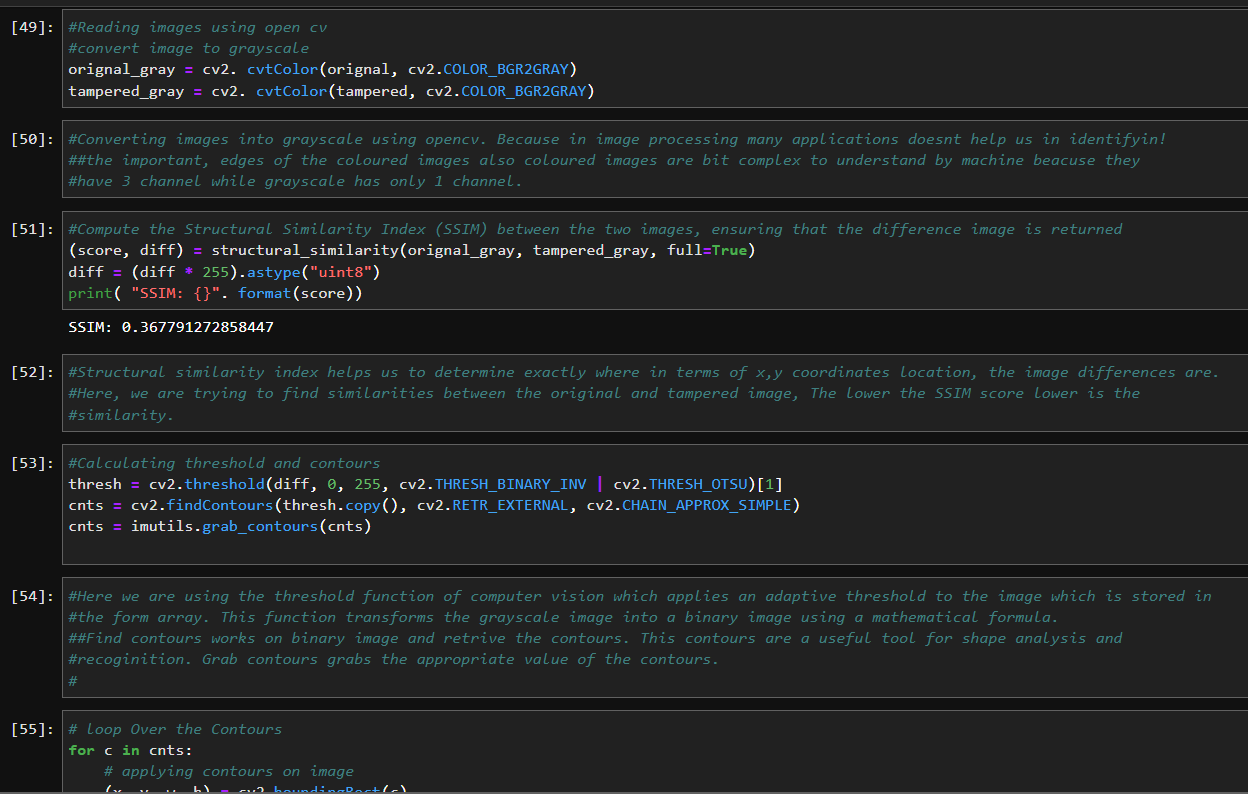 [49]: #Reading images using open cv
#convert image to grayscale
orignal_gray = cv2. cvtColor(orignal, cv2.COLOR_BGR2GRAY)
tampered_gray = cv2. cvtColor(tampered, cv2.COLOR_BGR2GRAY)
[50]: #Converting images into grayscale using opencv. Because in image processing many applications doesnt help us in identifyin!
##the important, edges of the coloured images also coloured images are bit complex to understand by machine beacuse they
#have 3 channel while grayscale has only 1 channel.
[51]: #Compute the Structural Similarity Index (SSIM) between the two images, ensuring that the difference image is returned
(score, diff) = structural_similarity(orignal_gray, tampered_gray, full=True)
diff = (diff * 255).astype("uint8")
print( "SSIM: {}". format(score))
SSIM: 0.367791272858447
[52]: #Structural similarity index helps us to determine exactly where in terms of x,y coordinates location, the image differences are.
#Here, we are trying to find similarities between the original and tampered image, The lower the SSIM score lower is the
#similarity.
[53]: #Calculating threshold and contours
thresh = cv2.threshold(diff, 0, 255, cv2.THRESH_BINARY_INV | cv2.THRESH_OTSU)[1]
cnts = cv2.findContours(thresh.copy(), cv2.RETR_EXTERNAL, cv2.CHAIN_APPROX_SIMPLE)
cnts = imutils.grab_contours(cnts)
[54]: #Here we are using the threshold function of computer vision which applies an adaptive threshold to the image which is stored in
#the form array. This function transforms the grayscale image into a binary image using a mathematical formula.
##Find contours works on binary image and retrive the contours. This contours are a useful tool for shape analysis and
#recoginition. Grab contours grabs the appropriate value of the contours.
#
[55]: # loop Over the Contours
for c in cnts:
# applying contours on image
(x, y, w, h) = cv2.boundingRect(c)